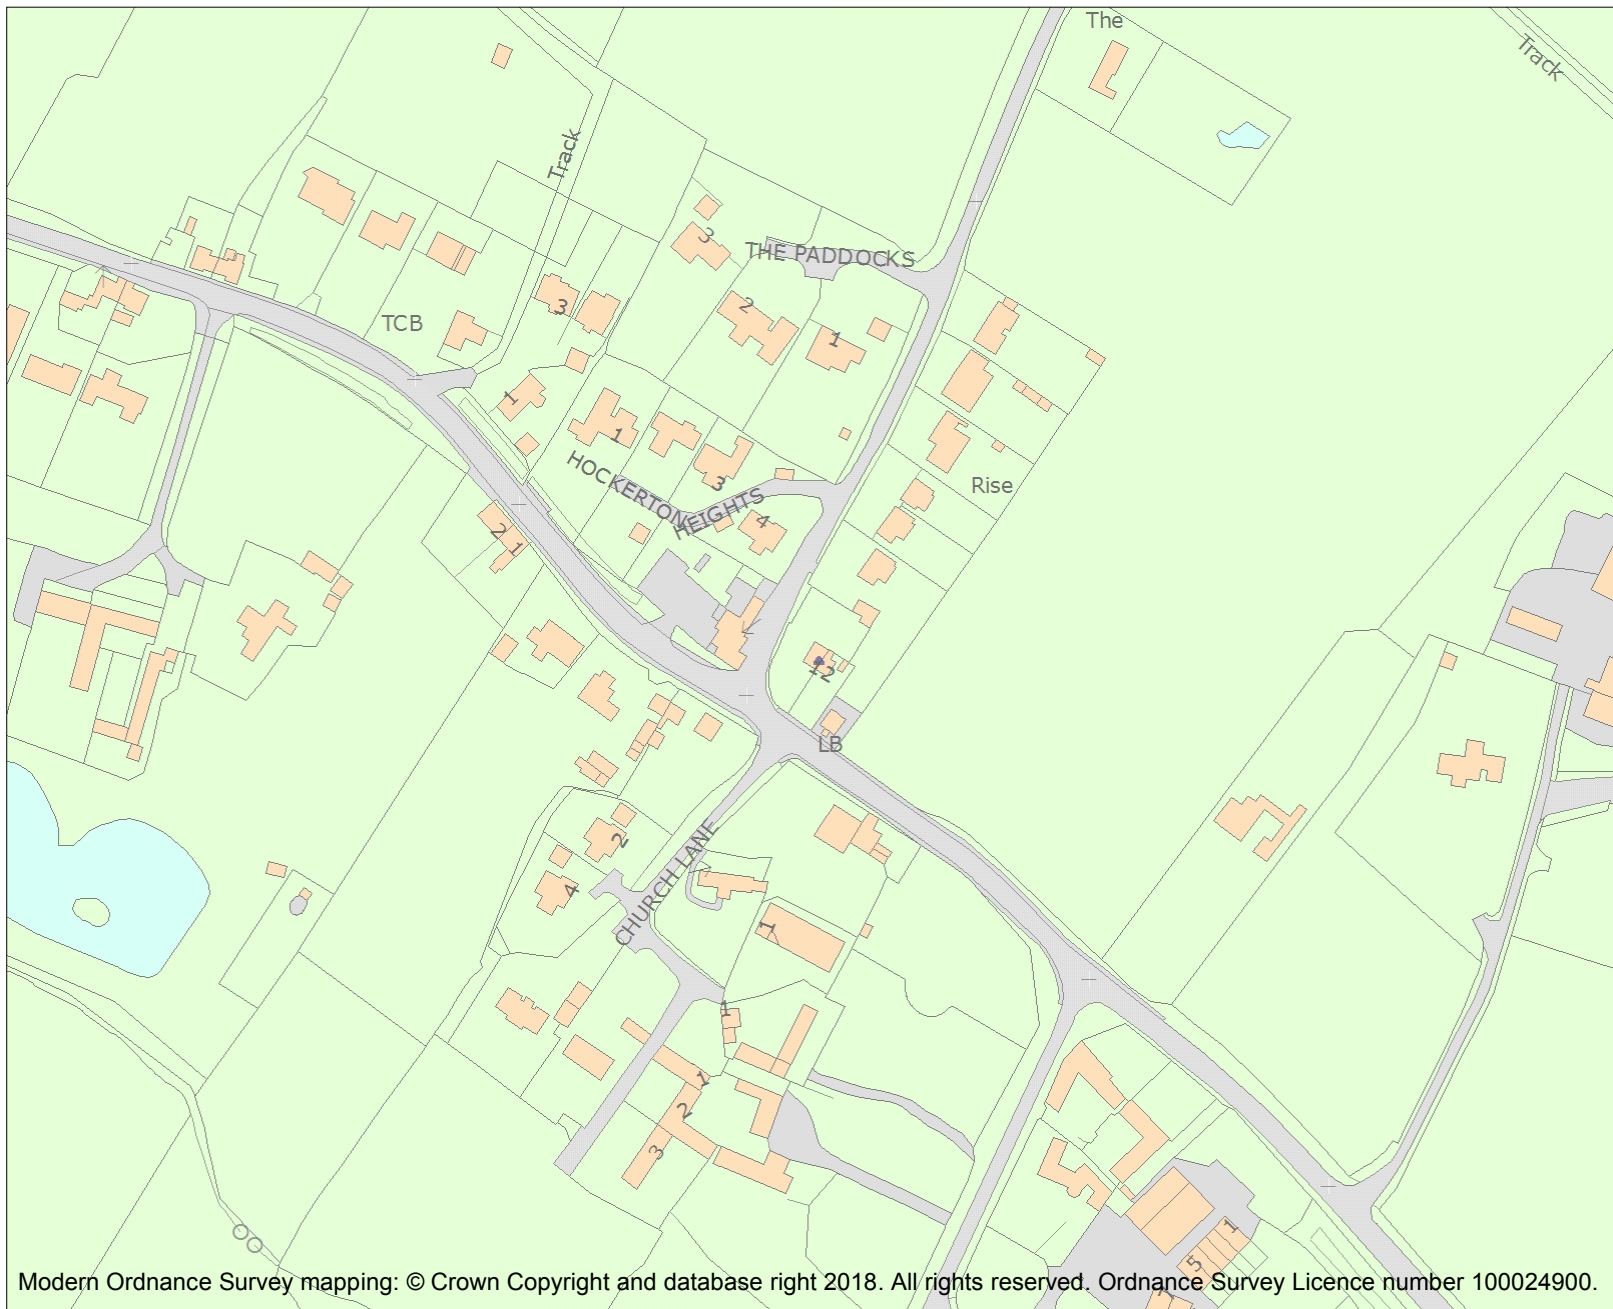 The
Track
Track
3
THE PADDOCKS
2
3
TCB
1
1
1
HOCKERTON
3
HEIGHTS
4
Rise
2
1
1 2
LB
2
CHURCH LANE
4
1
1
1
2
3
1
5
Modern Ordnance Survey mapping: © Crown Copyright and database right 2018. All rights reserved. Ordnance Survey Licence number 100024900.